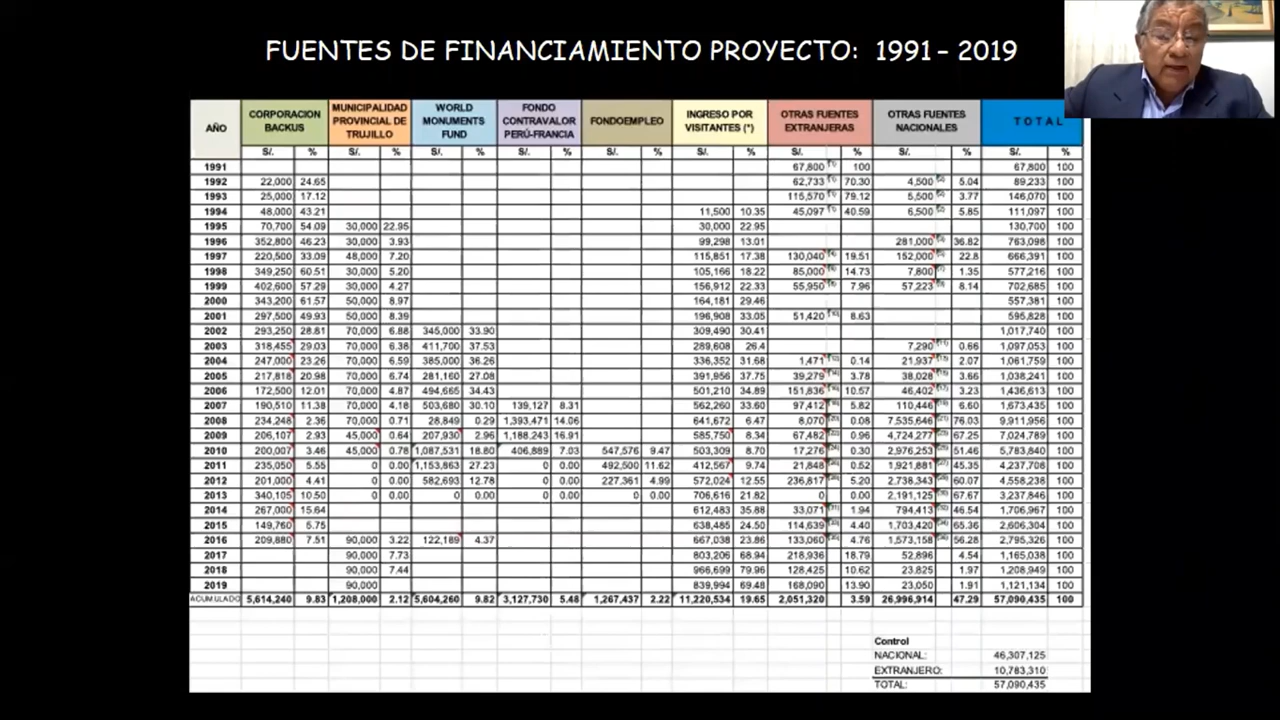 FUENTES DE FINANCIAMIENTO PROYECTO: 1991 – 2019
AÑO CORPORACION BACKUS MUNICIPALIDAD PROVINCIAL DE TRUJILLO WORLD MONUMENTS FUND FONDO CONTRAVALOR PERÚ-FRANCIA FONDOEMPLEO INGRESO POR VISITANTES (*) OTRAS FUENTES EXTRANJERAS OTRAS FUENTES NACIONALES T O T A L
S/. % S/. % S/. % S/. % S/. % S/. % S/. % S/. % S/. %
1991 67,800 100 67,800 100
1992 22,000 24.65 62,733 70.30 4,500 5.04 89,233 100
1993 25,000 17.12 115,570 79.12 5,500 3.77 146,070 100
1994 48,000 43.21 11,500 10.35 45,097 40.59 6,500 5.85 111,097 100
1995 70,700 54.09 30,000 22.95 30,000 22.95 130,700 100
1996 352,800 46.23 30,000 3.93 99,298 13.01 281,000 36.82 763,098 100
1997 220,500 33.09 48,000 7.20 115,851 17.38 130,040 19.51 152,000 22.8 666,391 100
1998 349,250 60.51 30,000 5.20 105,166 18.22 85,000 14.73 7,800 1.35 577,216 100
1999 402,600 57.29 30,000 4.27 156,912 22.33 55,950 7.96 57,223 8.14 702,685 100
2000 343,200 61.57 50,000 8.97 164,181 29.46 557,381 100
2001 297,500 49.93 50,000 8.39 196,908 33.05 51,420 8.63 595,828 100
2002 293,250 28.81 70,000 6.88 345,000 33.90 309,490 30.41 1,017,740 100
2003 318,455 29.03 70,000 6.38 411,700 37.53 289,608 26.4 7,290 0.66 1,097,053 100
2004 247,000 23.26 70,000 6.59 385,000 36.26 336,352 31.68 1,471 0.14 21,937 2.07 1,061,759 100
2005 217,818 20.98 70,000 6.74 281,160 27.08 391,956 37.75 39,279 3.78 38,028 3.66 1,038,241 100
2006 172,500 12.01 70,000 4.87 494,665 34.43 501,210 34.89 151,836 10.57 46,402 3.23 1,436,613 100
2007 190,510 11.38 70,000 4.18 503,680 30.10 139,127 8.31 562,260 33.60 97,412 5.82 110,446 6.60 1,673,435 100
2008 234,248 2.36 70,000 0.71 28,849 0.29 1,393,471 14.06 641,672 6.47 8,070 0.08 7,535,646 76.03 9,911,956 100
2009 206,107 2.93 45,000 0.64 207,930 2.96 1,188,243 16.91 585,750 8.34 67,482 0.96 4,724,277 67.25 7,024,789 100
2010 200,007 3.46 45,000 0.78 1,087,531 18.80 406,889 7.03 547,576 9.47 503,309 8.70 17,276 0.30 2,976,253 51.46 5,783,840 100
2011 235,050 5.55 0 0.00 1,153,863 27.23 0 0.00 492,500 11.62 412,567 9.74 21,848 0.52 1,921,881 45.35 4,237,708 100
2012 201,000 4.41 0 0.00 582,693 12.78 0 0.00 227,361 4.99 572,024 12.55 236,817 5.20 2,738,343 60.07 4,558,238 100
2013 340,105 10.50 0 0.00 0 0.00 0 0.00 0 0.00 706,616 21.82 0 0.00 2,191,125 67.67 3,237,846 100
2014 267,000 15.64 612,483 35.88 33,071 1.94 794,413 46.54 1,706,967 100
2015 149,760 5.75 638,485 24.50 114,639 4.40 1,703,420 65.36 2,606,304 100
2016 209,880 7.51 90,000 3.22 122,189 4.37 667,038 23.86 133,060 4.76 1,573,158 56.28 2,795,326 100
2017 90,000 7.73 803,206 68.94 218,936 18.79 52,896 4.54 1,165,038 100
2018 90,000 7.44 966,699 79.96 128,425 10.62 23,825 1.97 1,208,949 100
2019 90,000 839,994 69.48 168,090 13.90 23,050 1.91 1,121,134 100
ACUMULADO 5,614,240 9.83 1,208,000 2.12 5,604,260 9.82 3,127,730 5.48 1,267,437 2.22 11,220,534 19.65 2,051,320 3.59 26,996,914 47.29 57,090,435 100
Control
NACIONAL: 46,307,125
EXTRANJERO: 10,783,310
TOTAL: 57,090,435